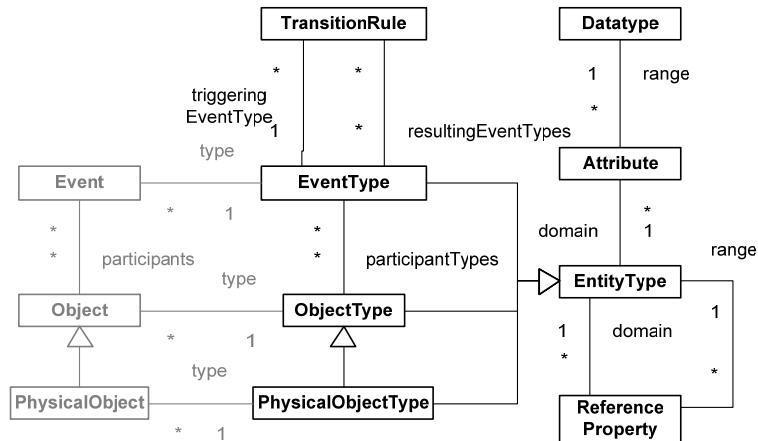 TransitionRule
Datatype
*
*
1
range
triggering
EventType
1
*
resultingEventTypes
*
type
Event
EventType
Attribute
*
1
*
*
*
*
*
1
participants
participantTypes
domain
range
type
EntityType
Object
ObjectType
*
1
1
domain
1
*
type
*
PhysicalObject
PhysicalObjectType
Reference
Property
*
1